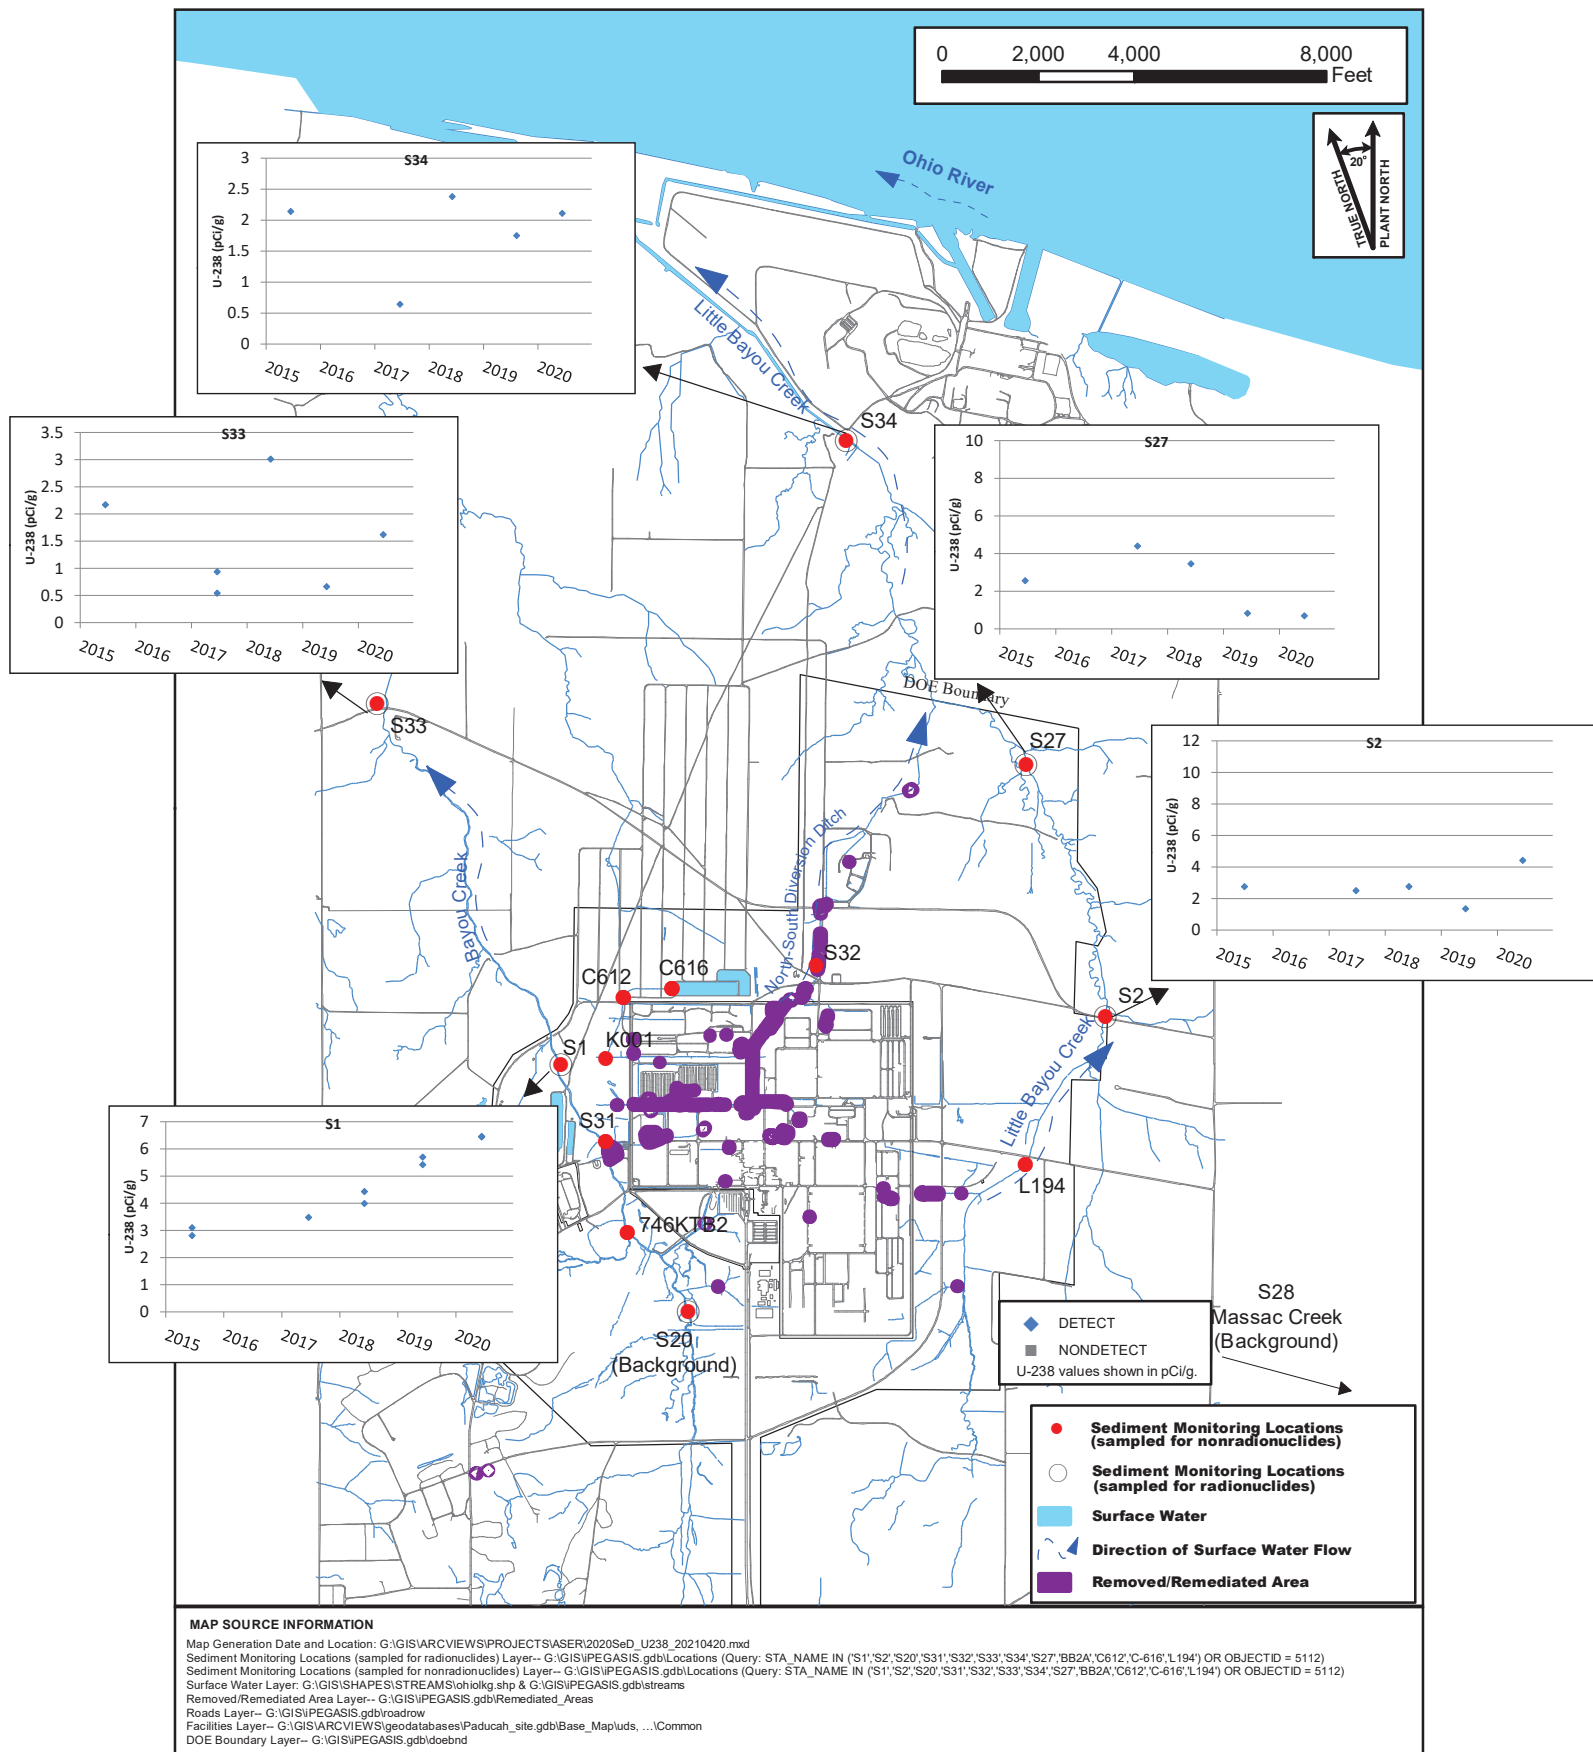 0 2,000 4,000 8,000
Feet
TRUE NORTH
20°
PLANT NORTH
Ohio River
S34
3
2.5
2
1.5
1
0.5
0
U-238 (pCi/g)
2015 2016 2017 2018 2019 2020
Little Bayou Creek
S34
S33
3.5
3
2.5
2
1.5
1
0.5
0
U-238 (pCi/g)
2015 2016 2017 2018 2019 2020
S27
10
8
6
4
2
0
U-238 (pCi/g)
2015 2016 2017 2018 2019 2020
DOE Boundary
S33
S27
S2
12
10
8
6
4
2
0
U-238 (pCi/g)
2015 2016 2017 2018 2019 2020
Bayou Creek
North-South Diversion Ditch
S32
C612
C616
S2
K001
S1
Little Bayou Creek
S31
L194
S1
7
6
5
4
3
2
1
0
U-238 (pCi/g)
2015 2016 2017 2018 2019 2020
746KTB2
S20
(Background)
S28
Massac Creek
(Background)
DETECT
NONDETECT
U-238 values shown in pCi/g.
Sediment Monitoring Locations
(sampled for nonradionuclides)
Sediment Monitoring Locations
(sampled for radionuclides)
Surface Water
Direction of Surface Water Flow
Removed/Remediated Area
MAP SOURCE INFORMATION
Map Generation Date and Location: G:\GIS\ARCVIEWS\PROJECTS\ASER\2020SeD_U238_20210420.mxd
Sediment Monitoring Locations (sampled for radionuclides) Layer-- G:\GIS\iPEGASIS.gdb\Locations (Query: STA_NAME IN ('S1','S2','S20','S31','S32','S33','S34','S27','BB2A','C612','C-616','L194') OR OBJECTID = 5112)
Sediment Monitoring Locations (sampled for nonradionuclides) Layer-- G:\GIS\iPEGASIS.gdb\Locations (Query: STA_NAME IN ('S1','S2','S20','S31','S32','S33','S34','S27','BB2A','C612','C-616','L194') OR OBJECTID = 5112)
Surface Water Layer: G:\GIS\SHAPES\STREAMS\ohiolkg.shp & G:\GIS\iPEGASIS.gdb\streams
Removed/Remediated Area Layer-- G:\GIS\iPEGASIS.gdb\Remediated_Areas
Roads Layer-- G:\GIS\iPEGASIS.gdb\roadrow
Facilities Layer-- G:\GIS\ARCVIEWS\geodatabases\Paducah_site.gdb\Base_Map\uds, ...\Common
DOE Boundary Layer-- G:\GIS\iPEGASIS.gdb\doebnd